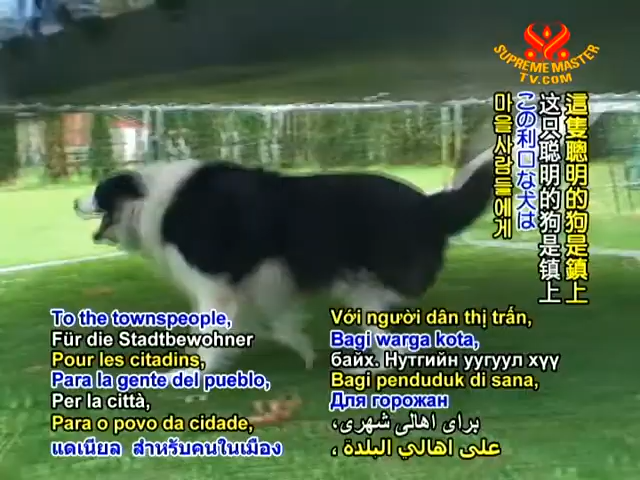 SUPREME MASTER
TV.COM
這隻聰明的狗是鎮上
这只聪明的狗是镇上
この利口な犬は
마을사람들에게
To the townspeople,
Für die Stadtbewohner
Pour les citadins,
Para la gente del pueblo,
Per la città,
Para o povo da cidade,
แดเนียล สำหรับคนในเมือง
Với người dân thị trấn,
Bagi warga kota,
байх. Нутгийн уугуул хүү
Bagi penduduk di sana,
Для горожан
برای اهالی شهری،
على اهالي البلدة ،